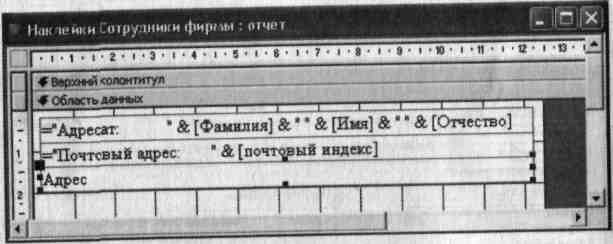 Наклейки Сотрудники фирмы : отчет
· 1 · 1 · 1 · 2 · 1 · 3 · 1 · 4 · 1 · 5 · 1 · 6 · 1 · 7 · 1 · 8 · 1 · 9 · 1 · 10 · 1 · 11 · 1 · 12 · 1 · 13 ·
Верхний колонтитул
Область данных
="Адресат: " & [Фамилия] & " " & [Имя] & " " & [Отчество]
="Почтовый адрес: " & [почтовый индекс]
Адрес
1
2